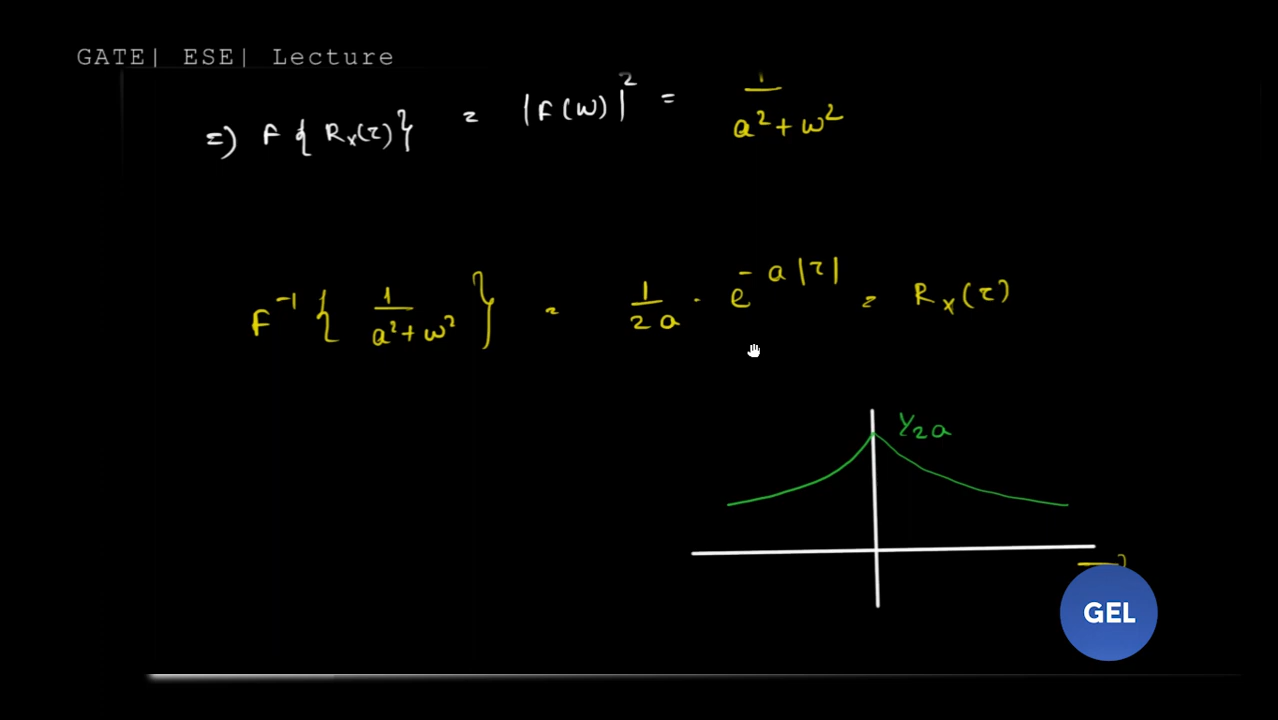 GATE| ESE| Lecture
=) F { Rx(τ)} = |F(W)|² = 1/a²+ω²
F⁻¹ { 1/a²+ω² } = 1/2a · e^-a|τ| = Rx(τ)
1/2a
GEL